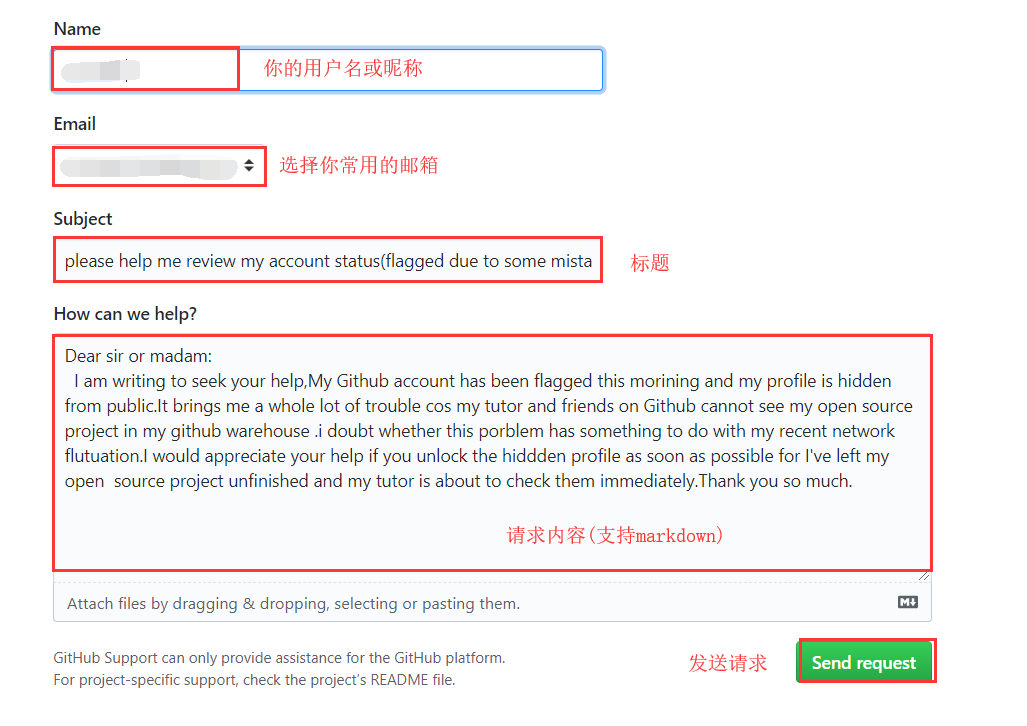 Name
你的用户名或昵称
Email
选择你常用的邮箱
Subject
please help me review my account status(flagged due to some mista
标题
How can we help?
Dear sir or madam:
I am writing to seek your help,My Github account has been flagged this morining and my profile is hidden
from public.It brings me a whole lot of trouble cos my tutor and friends on Github cannot see my open source
project in my github warehouse .i doubt whether this porblem has something to do with my recent network
flutuation.I would appreciate your help if you unlock the hiddden profile as soon as possible for I've left my
open  source project unfinished and my tutor is about to check them immediately.Thank you so much.
请求内容(支持markdown)
Attach files by dragging & dropping, selecting or pasting them.
M
GitHub Support can only provide assistance for the GitHub platform.
For project-specific support, check the project's README file.
发送请求
Send request